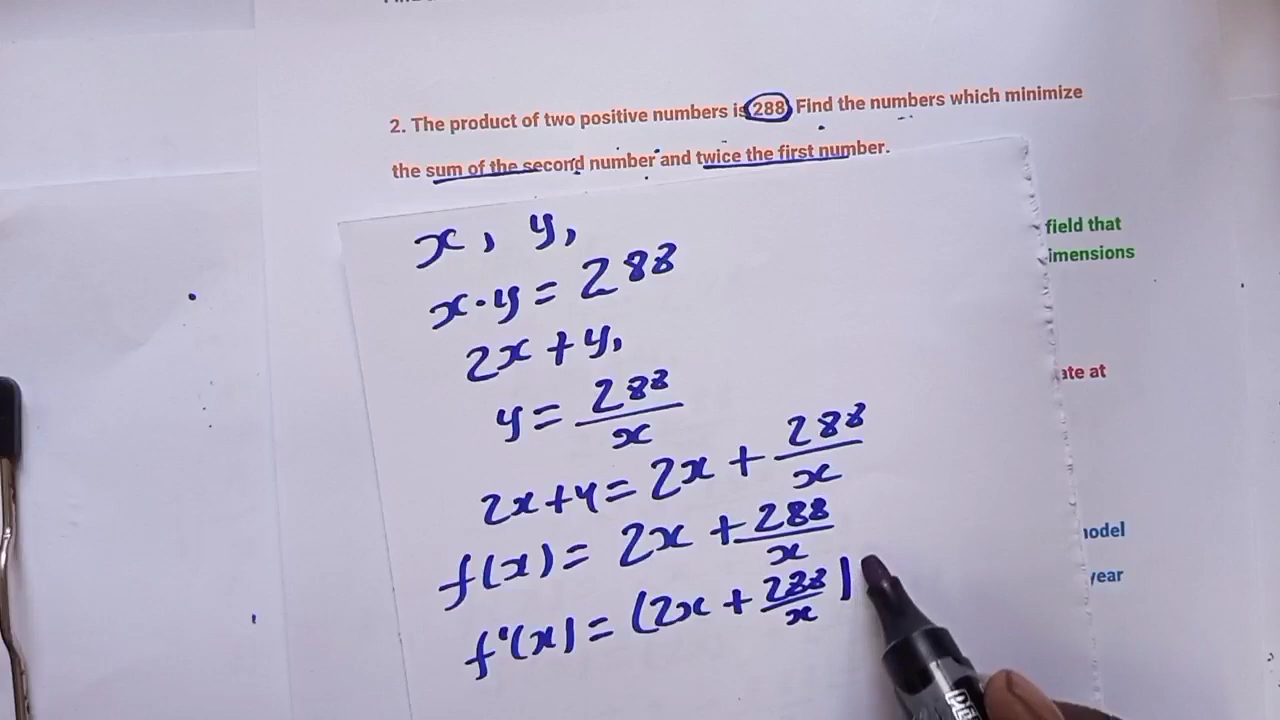 2. The product of two positive numbers is 288. Find the numbers which minimize
the sum of the second number and twice the first number.
field that
imensions
ate at
odel
year
x, y,
x·y = 288
2x + y,
y = 288/x
2x+y = 2x + 288/x
f(x) = 2x + 288/x
f'(x) = (2x + 288/x)